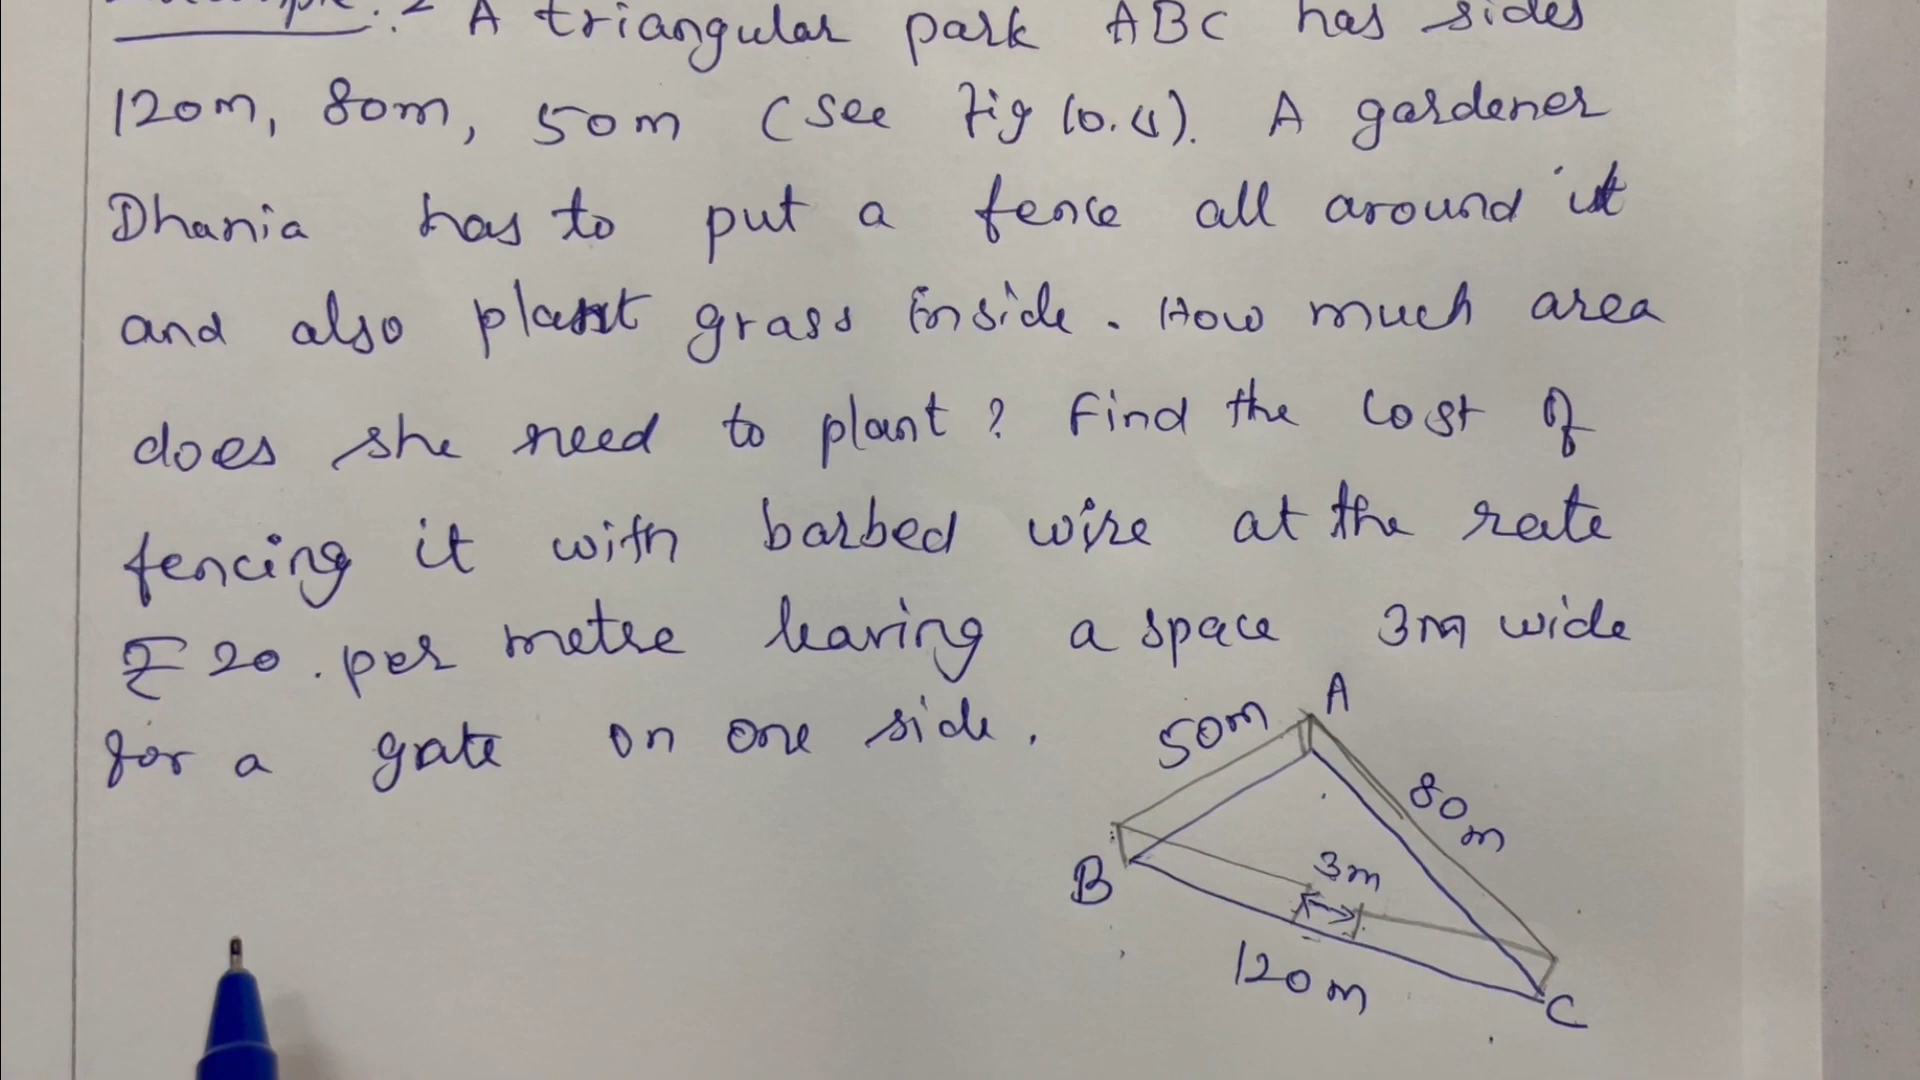 A triangular park ABC has sides
120m, 80m, 50m (see Fig 10.4). A gardener
Dhania has to put a fence all around it
and also plant grass inside. How much area
does she need to plant? Find the cost of
fencing it with barbed wire at the rate
₹ 20. per metre leaving a space 3m wide
for a gate on one side.
A
50m
80m
3m
B
120m
C